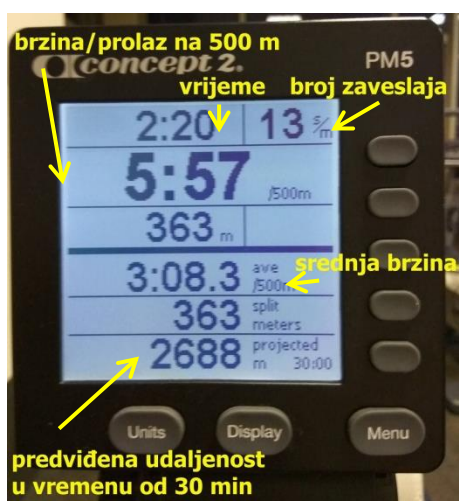 brzina/prolaz na 500 m
concept 2.
PM5
vrijeme
broj zaveslaja
2:20
13 s/m
5:57 /500m
363 m
srednja brzina
3:08.3 ave /500m
363 split meters
2688 projected m 30:00
Units
Display
Menu
predviđena udaljenost
u vremenu od 30 min